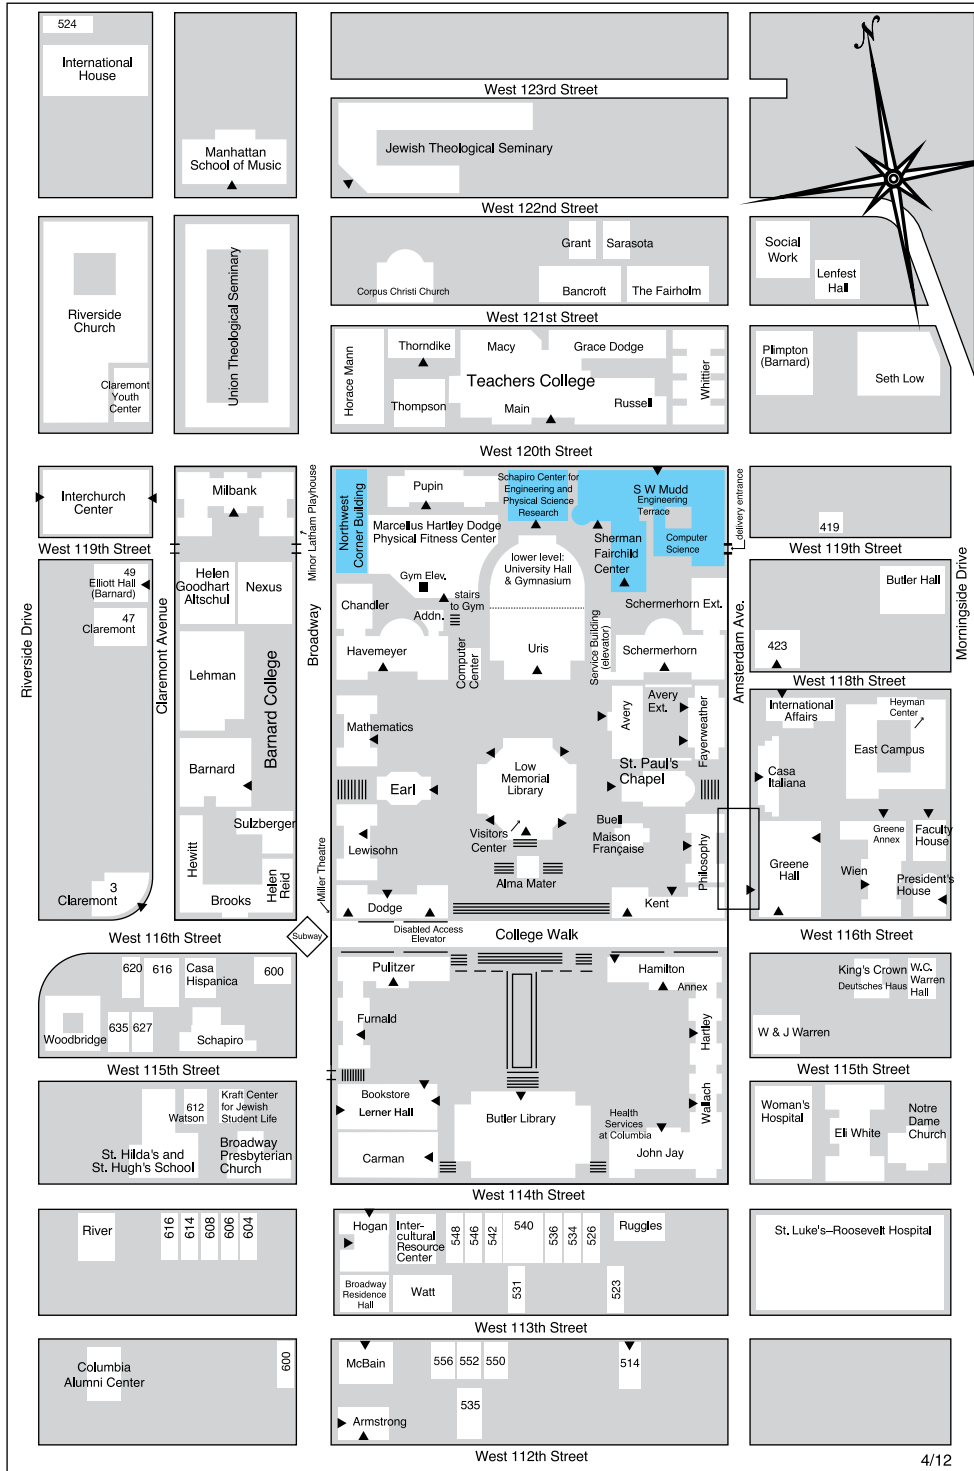 524
International
House
Manhattan
School of Music
West 123rd Street
Jewish Theological Seminary
N
West 122nd Street
Riverside
Church
Claremont
Youth
Center
Union Theological Seminary
Corpus Christi Church
Grant
Sarasota
Bancroft
The Fairholm
Social
Work
Lenfest
Hall
West 121st Street
Horace Mann
Thorndike
Thompson
Macy
Grace Dodge
Teachers College
Main
Russell
Whittier
Plimpton
(Barnard)
Seth Low
West 120th Street
Interchurch
Center
Milbank
Minor Latham Playhouse
Northwest
Corner Building
Pupin
Marcellus Hartley Dodge
Physical Fitness Center
Schapiro Center for
Engineering and
Physical Science
Research
S W Mudd
Engineering
Terrace
Computer
Science
Sherman
Fairchild
Center
delivery entrance
419
West 119th Street
West 119th Street
lower level:
University Hall
& Gymnasium
Gym Elev.
stairs
to Gym
Addn.
49
Elliott Hall
(Barnard)
47
Claremont
Helen
Goodhart
Altschul
Nexus
Chandler
Havemeyer
Computer
Center
Uris
Service Building
(elevator)
Schermerhorn Ext.
Schermerhorn
Butler Hall
423
Riverside Drive
Claremont Avenue
Broadway
Amsterdam Ave.
Morningside Drive
West 118th Street
Lehman
Barnard College
Mathematics
Avery
Avery
Ext.
Fayerweather
International
Affairs
Heyman
Center
East Campus
Casa
Italiana
Barnard
Earl
Low
Memorial
Library
St. Paul's
Chapel
Sulzberger
Hewitt
Helen
Reid
Brooks
Lewisohn
Visitors
Center
Buell
Maison
Française
Philosophy
Greene
Hall
Greene
Annex
Faculty
House
Wien
President's
House
3
Claremont
Miller Theatre
Dodge
Alma Mater
Kent
Disabled Access
Elevator
Subway
West 116th Street
College Walk
West 116th Street
620
616
Casa
Hispanica
600
Woodbridge
635
627
Schapiro
Pulitzer
Furnald
Hamilton
Annex
Hartley
King's Crown
Deutsches Haus
W.C.
Warren
Hall
W & J Warren
West 115th Street
West 115th Street
612
Watson
Kraft Center
for Jewish
Student Life
St. Hilda's and
St. Hugh's School
Broadway
Presbyterian
Church
Bookstore
Lerner Hall
Carman
Butler Library
Health
Services
at Columbia
John Jay
Wallach
Woman's
Hospital
Eli White
Notre
Dame
Church
West 114th Street
River
616
614
608
606
604
Hogan
Inter-
cultural
Resource
Center
548
546
542
540
536
534
526
Ruggles
Broadway
Residence
Hall
Watt
531
523
St. Luke's–Roosevelt Hospital
West 113th Street
Columbia
Alumni Center
600
McBain
556
552
550
514
535
Armstrong
West 112th Street
4/12